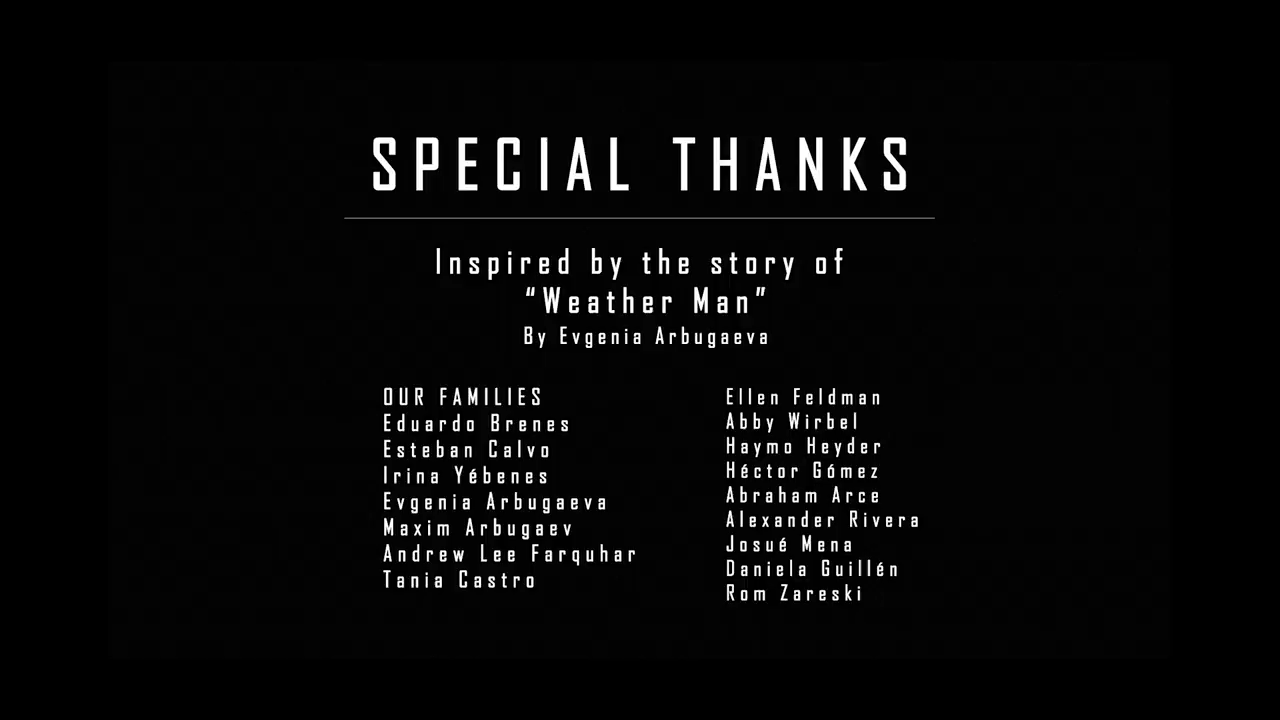 SPECIAL THANKS
Inspired by the story of
“Weather Man”
By Evgenia Arbugaeva
OUR FAMILIES
Eduardo Brenes
Esteban Calvo
Irina Yébenes
Evgenia Arbugaeva
Maxim Arbugaev
Andrew Lee Farquhar
Tania Castro
Ellen Feldman
Abby Wirbel
Haymo Heyder
Héctor Gómez
Abraham Arce
Alexander Rivera
Josué Mena
Daniela Guillén
Rom Zareski